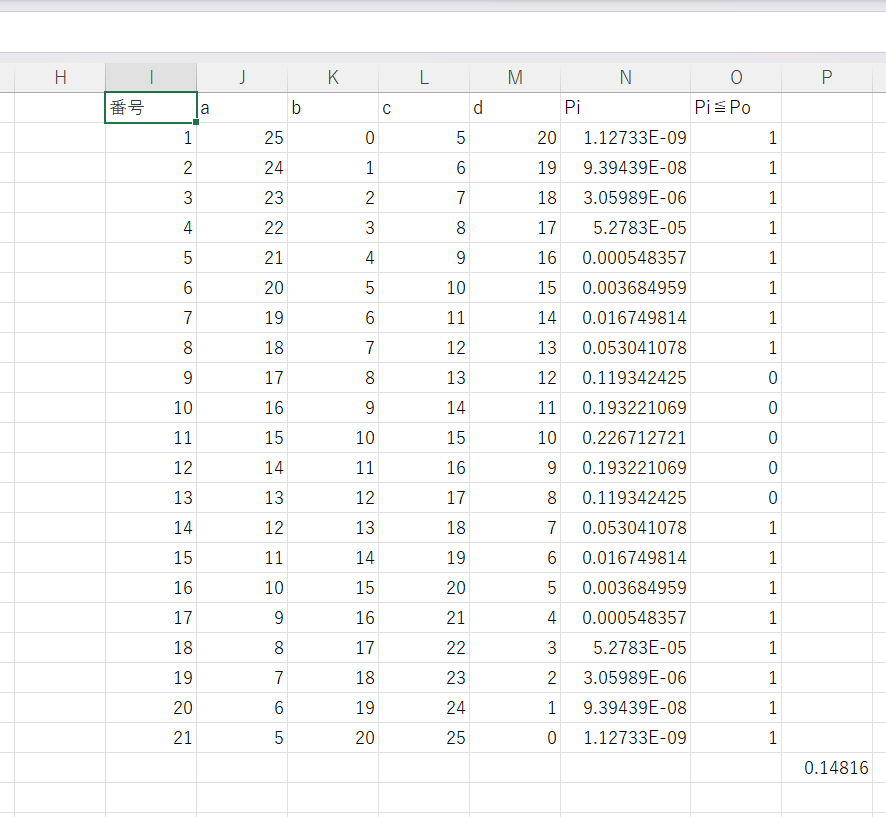 H I J K L M N O P
番号 a b c d Pi Pi≦Po
1 25 0 5 20 1.12733E-09 1
2 24 1 6 19 9.39439E-08 1
3 23 2 7 18 3.05989E-06 1
4 22 3 8 17 5.2783E-05 1
5 21 4 9 16 0.000548357 1
6 20 5 10 15 0.003684959 1
7 19 6 11 14 0.016749814 1
8 18 7 12 13 0.053041078 1
9 17 8 13 12 0.119342425 0
10 16 9 14 11 0.193221069 0
11 15 10 15 10 0.226712721 0
12 14 11 16 9 0.193221069 0
13 13 12 17 8 0.119342425 0
14 12 13 18 7 0.053041078 1
15 11 14 19 6 0.016749814 1
16 10 15 20 5 0.003684959 1
17 9 16 21 4 0.000548357 1
18 8 17 22 3 5.2783E-05 1
19 7 18 23 2 3.05989E-06 1
20 6 19 24 1 9.39439E-08 1
21 5 20 25 0 1.12733E-09 1
0.14816